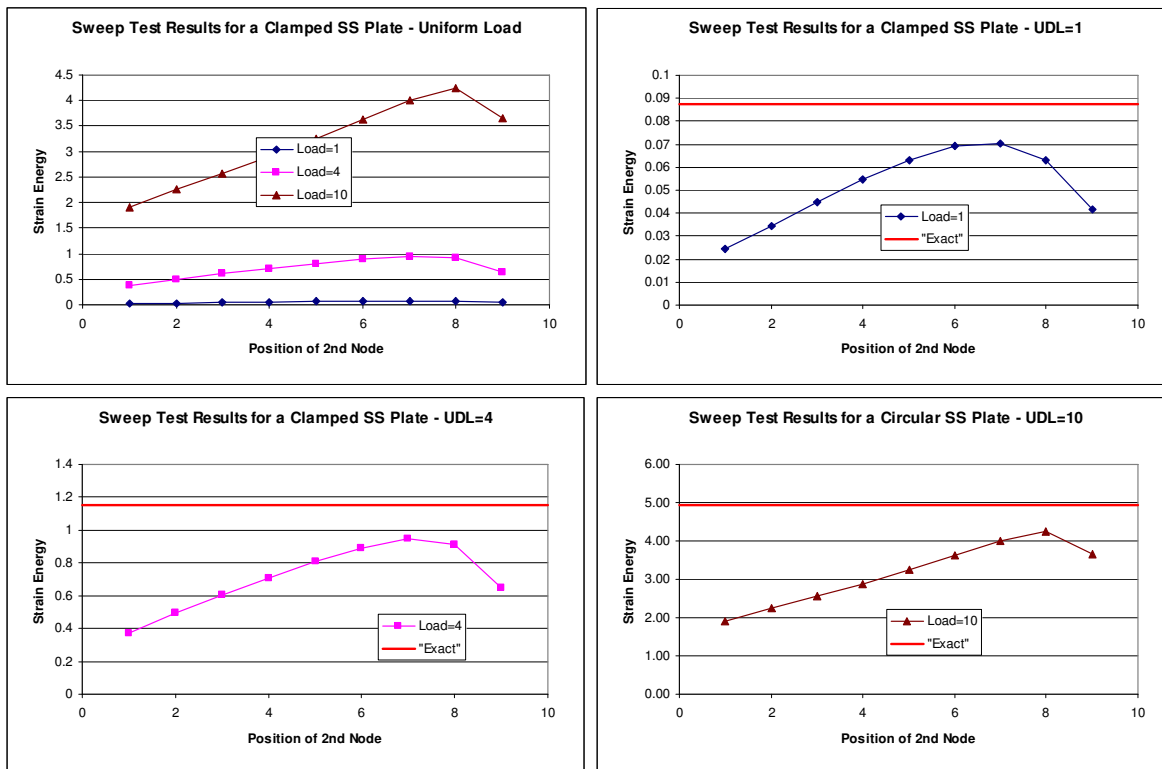 Sweep Test Results for a Clamped SS Plate - Uniform Load
4.5
4
3.5
3
2.5
2
1.5
1
0.5
0
Strain Energy
Load=1
Load=4
Load=10
0 2 4 6 8 10
Position of 2nd Node
Sweep Test Results for a Clamped SS Plate - UDL=1
0.1
0.09
0.08
0.07
0.06
0.05
0.04
0.03
0.02
0.01
0
Strain Energy
Load=1
"Exact"
0 2 4 6 8 10
Position of 2nd Node
Sweep Test Results for a Clamped SS Plate - UDL=4
1.4
1.2
1
0.8
0.6
0.4
0.2
0
Strain Energy
Load=4
"Exact"
0 2 4 6 8 10
Position of 2nd Node
Sweep Test Results for a Circular SS Plate - UDL=10
6.00
5.00
4.00
3.00
2.00
1.00
0.00
Strain Energy
Load=10
"Exact"
0 2 4 6 8 10
Position of 2nd Node